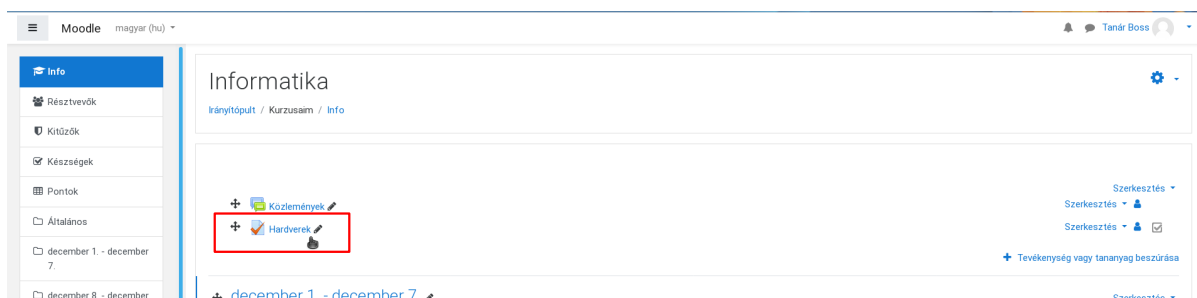 Moodle magyar (hu) Tanár Boss
Info
Résztvevők
Kitűzők
Készségek
Pontok
Általános
december 1. - december
7.
december 8. - december
Informatika
Irányítópult / Kurzusaim / Info
Szerkesztés
Közlemények Szerkesztés
Hardverek Szerkesztés
Tevékenység vagy tananyag beszúrása
december 1. - december 7. Szerkesztés